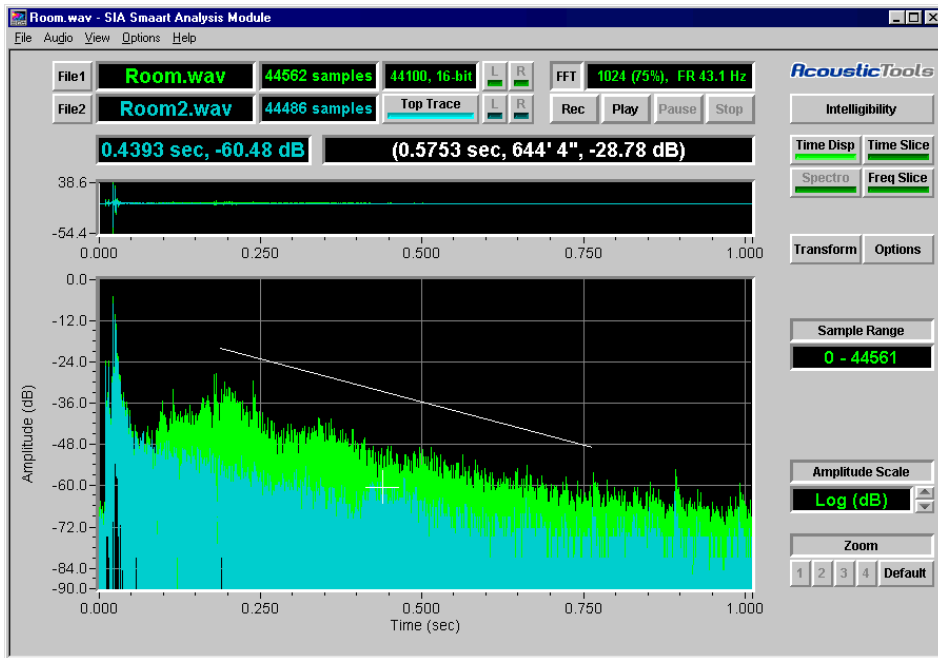 Room.wav - SIA Smaart Analysis Module
File Audio View Options Help
File1 Room.wav 44562 samples 44100, 16-bit L R FFT 1024 (75%), FR 43.1 Hz
File2 Room2.wav 44486 samples Top Trace L R Rec Play Pause Stop
0.4393 sec, -60.48 dB (0.5753 sec, 644' 4", -28.78 dB)
AcousticTools
Intelligibility
Time Disp Time Slice
Spectro Freq Slice
Transform Options
Sample Range
0 - 44561
Amplitude Scale
Log (dB)
Zoom
1 2 3 4 Default
38.6
-54.4
0.000 0.250 0.500 0.750 1.000
0.0
-12.0
-24.0
-36.0
-48.0
-60.0
-72.0
-84.0
-90.0
Amplitude (dB)
0.000 0.250 0.500 0.750 1.000
Time (sec)